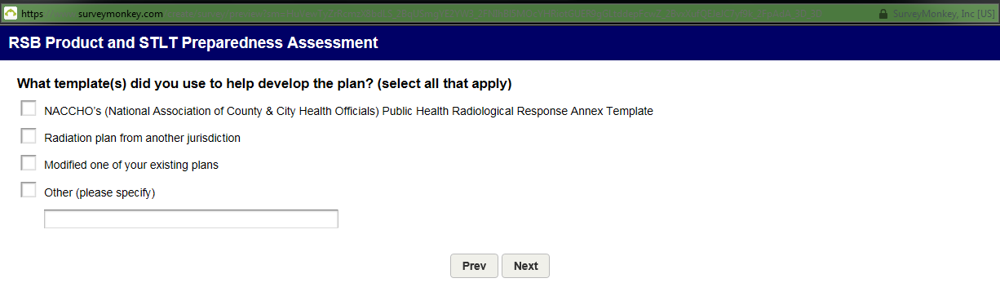 https surveymonkey.com SurveyMonkey, Inc [US]
RSB Product and STLT Preparedness Assessment
What template(s) did you use to help develop the plan? (select all that apply)
NACCHO's (National Association of County & City Health Officials) Public Health Radiological Response Annex Template
Radiation plan from another jurisdiction
Modified one of your existing plans
Other (please specify)
Prev Next